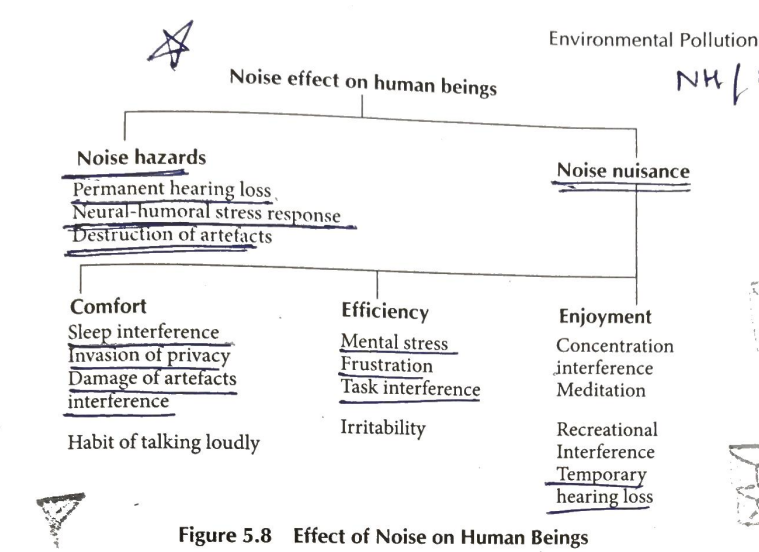 Environmental Pollution
NH
Noise effect on human beings
Noise hazards
Permanent hearing loss
Neural-humoral stress response
Destruction of artefacts
Noise nuisance
Comfort
Sleep interference
Invasion of privacy
Damage of artefacts
interference
Habit of talking loudly
Efficiency
Mental stress
Frustration
Task interference
Irritability
Enjoyment
Concentration
interference
Meditation
Recreational
Interference
Temporary
hearing loss
Figure 5.8 Effect of Noise on Human Beings